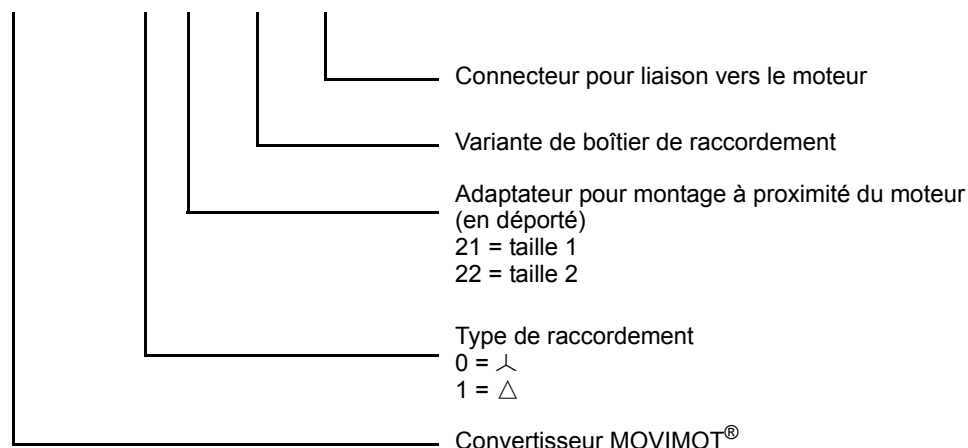 Connecteur pour liaison vers le moteur
Variante de boîtier de raccordement
Adaptateur pour montage à proximité du moteur
(en déporté)
21 = taille 1
22 = taille 2
Type de raccordement
0 = ⅄
1 = △
Convertisseur MOVIMOT®